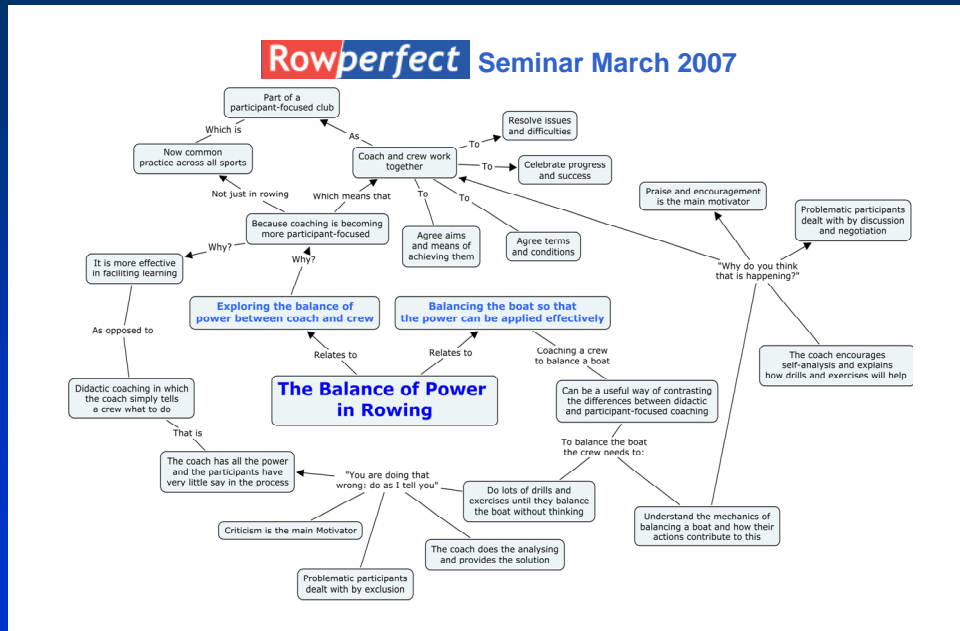 Rowperfect Seminar March 2007
Part of a
participant-focused club
Which is
As
Resolve issues
and difficulties
To
Now common
practice across all sports
Coach and crew work
together
To
Celebrate progress
and success
Not just in rowing
Which means that
To
To
Praise and encouragement
is the main motivator
Problematic participants
dealt with by discussion
and negotiation
Because coaching is becoming
more participant-focused
Agree aims
and means of
achieving them
Agree terms
and conditions
Why?
Why?
It is more effective
in faciliting learning
"Why do you think
that is happening?"
Exploring the balance of
power between coach and crew
Balancing the boat so that
the power can be applied effectively
As opposed to
Relates to
Relates to
Coaching a crew
to balance a boat
The coach encourages
self-analysis and explains
how drills and exercises will help
The Balance of Power
in Rowing
Didactic coaching in which
the coach simply tells
a crew what to do
Can be a useful way of contrasting
the differences between didactic
and participant-focused coaching
That is
To balance the boat
the crew needs to:
The coach has all the power
and the participants have
very little say in the process
"You are doing that
wrong: do as I tell you"
Do lots of drills and
exercises until they balance
the boat without thinking
Understand the mechanics of
balancing a boat and how their
actions contribute to this
Criticism is the main Motivator
The coach does the analysing
and provides the solution
Problematic participants
dealt with by exclusion